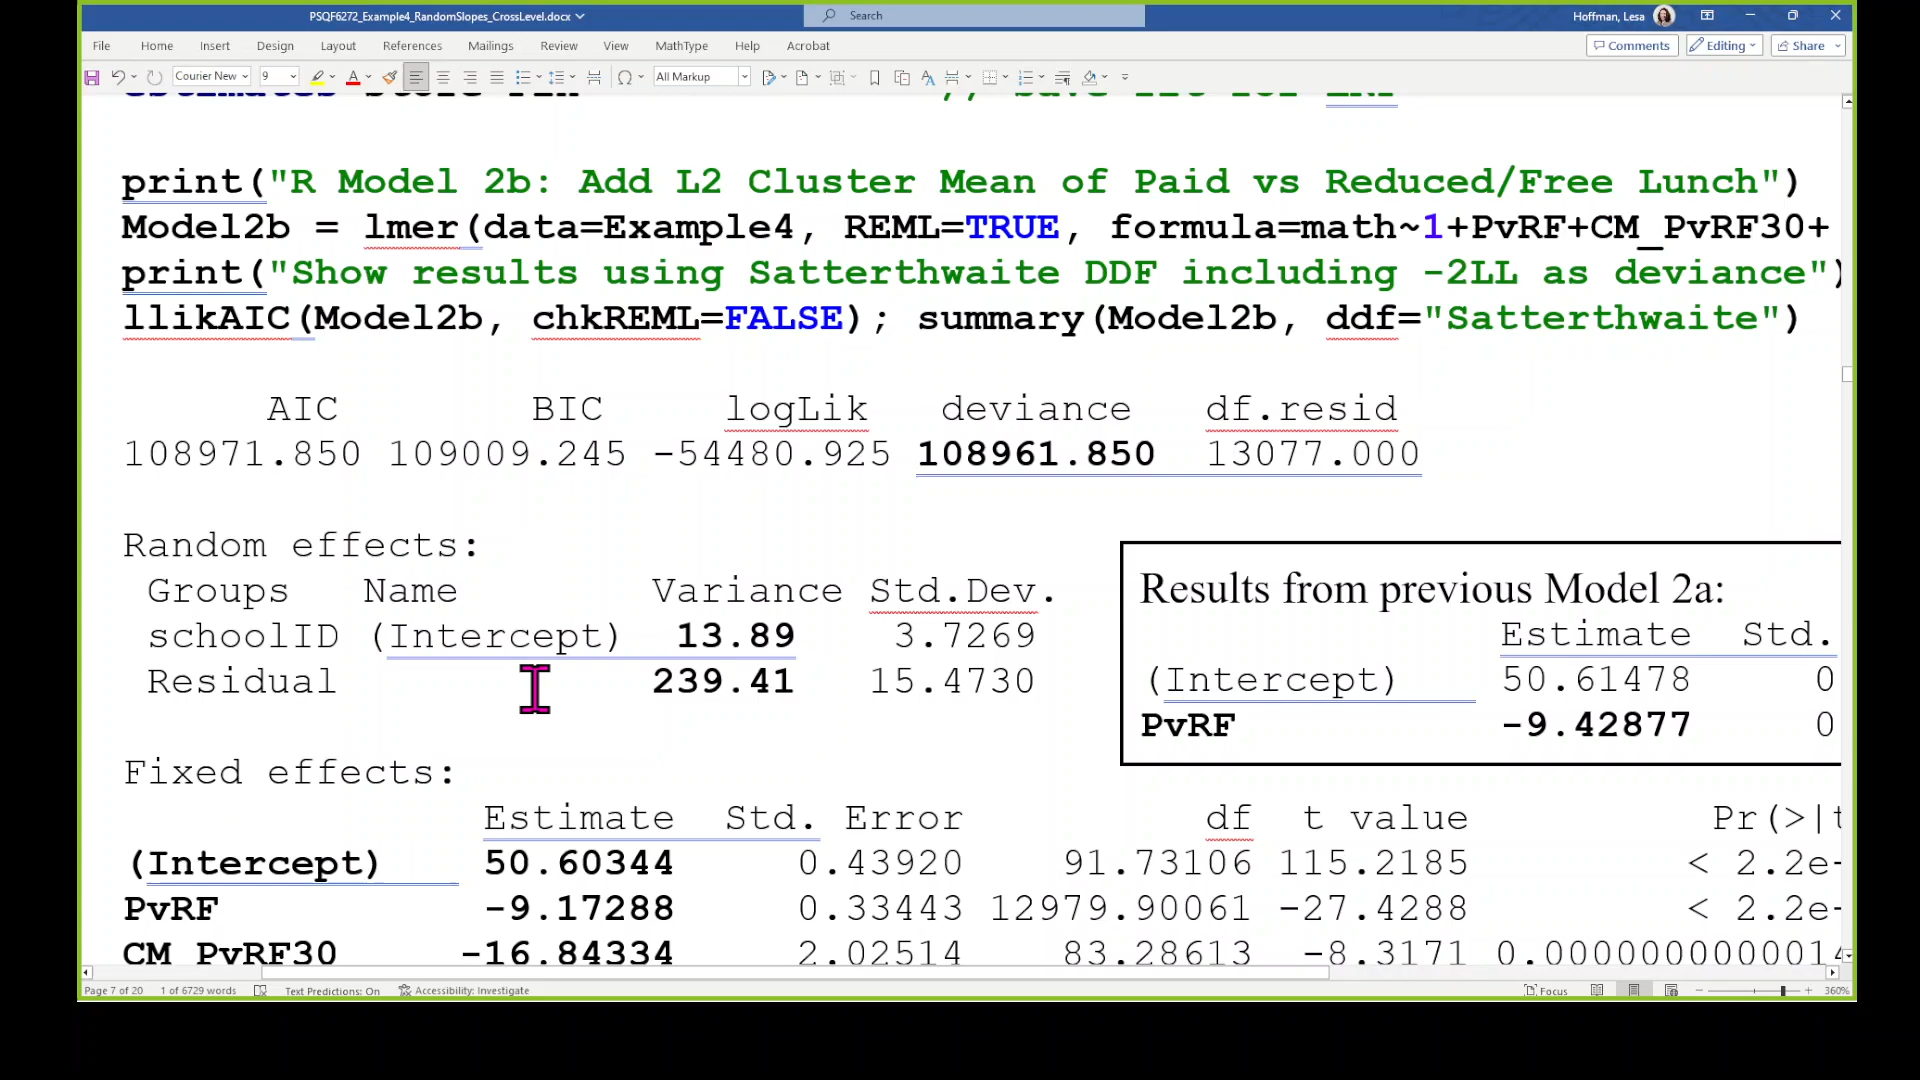 PSQF6272_Example4_RandomSlopes_CrossLevel.docx
Search
Hoffman, Lesa
File Home Insert Design Layout References Mailings Review View MathType Help Acrobat
Comments Editing Share
Courier New 9 All Markup
print("R Model 2b: Add L2 Cluster Mean of Paid vs Reduced/Free Lunch")
Model2b = lmer(data=Example4, REML=TRUE, formula=math~1+PvRF+CM_PvRF30+
print("Show results using Satterthwaite DDF including -2LL as deviance")
llikAIC(Model2b, chkREML=FALSE); summary(Model2b, ddf="Satterthwaite")
AIC BIC logLik deviance df.resid
108971.850 109009.245 -54480.925 108961.850 13077.000
Random effects:
Groups Name Variance Std.Dev.
schoolID (Intercept) 13.89 3.7269
Residual 239.41 15.4730
Results from previous Model 2a:
Estimate Std.
(Intercept) 50.61478 0
PvRF -9.42877 0
Fixed effects:
Estimate Std. Error df t value Pr(>|t
(Intercept) 50.60344 0.43920 91.73106 115.2185 < 2.2e-
PvRF -9.17288 0.33443 12979.90061 -27.4288 < 2.2e-
CM_PvRF30 -16.84334 2.02514 83.28613 -8.3171 0.000000000001
Page 7 of 20 1 of 6729 words Text Predictions: On Accessibility: Investigate
Focus 360%